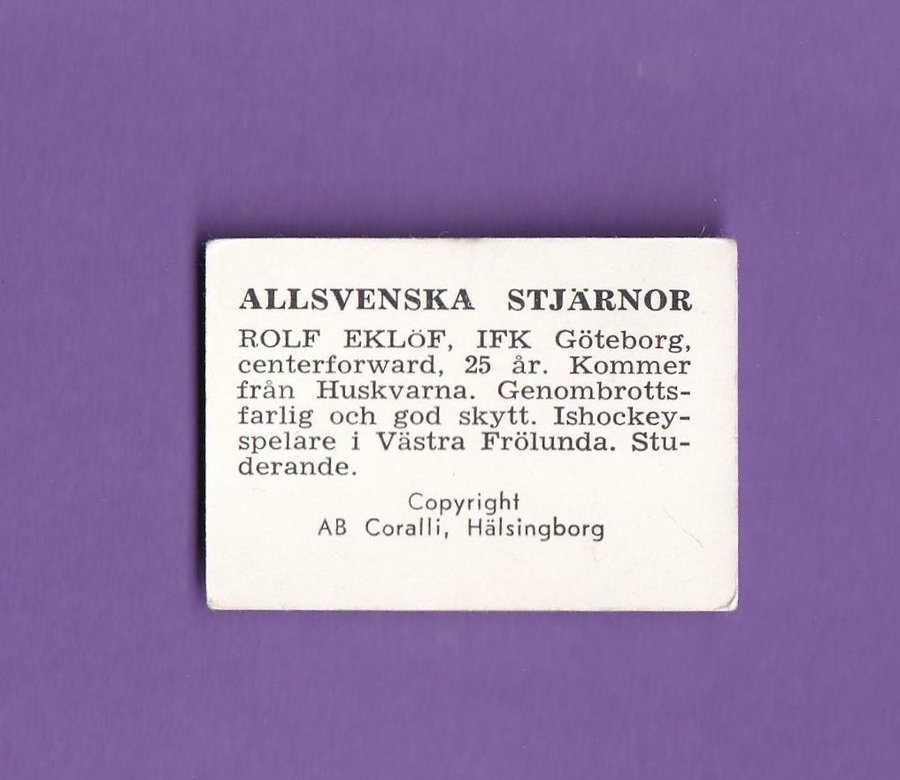 ALLSVENSKA STJÄRNOR
ROLF EKLÖF, IFK Göteborg,
centerforward, 25 år. Kommer
från Huskvarna. Genombrotts-
farlig och god skytt. Ishockey-
spelare i Västra Frölunda. Stu-
derande.
Copyright
AB Coralli, Hälsingborg